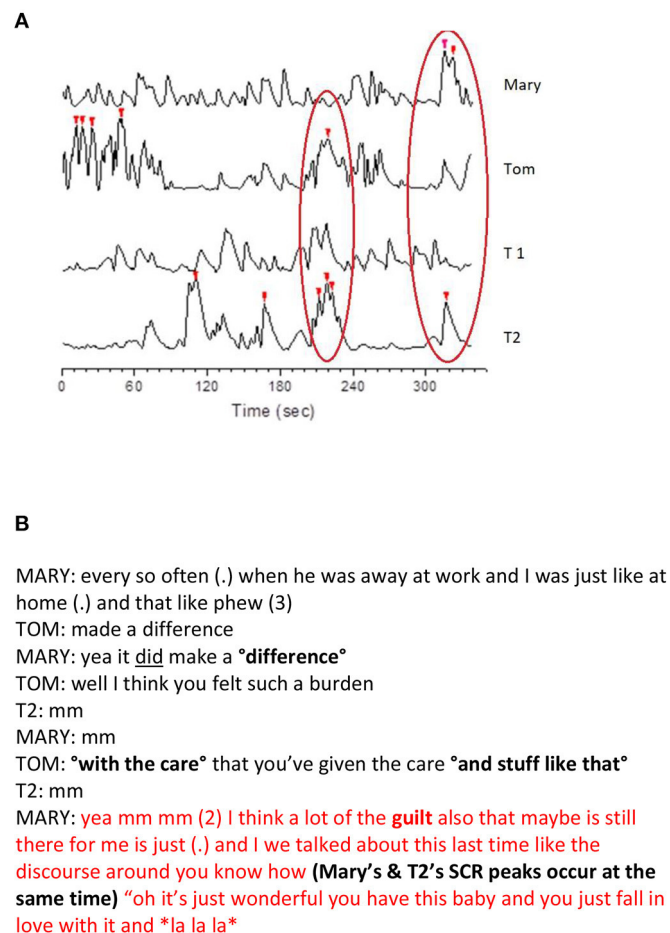 A
Mary
Tom
T 1
T2
0 60 120 180 240 300
Time (sec)
B
MARY: every so often (.) when he was away at work and I was just like at
home (.) and that like phew (3)
TOM: made a difference
MARY: yea it did make a °difference°
TOM: well I think you felt such a burden
T2: mm
MARY: mm
TOM: °with the care° that you’ve given the care °and stuff like that°
T2: mm
MARY: yea mm mm (2) I think a lot of the guilt also that maybe is still
there for me is just (.) and I we talked about this last time like the
discourse around you know how (Mary’s & T2’s SCR peaks occur at the
same time) “oh it’s just wonderful you have this baby and you just fall in
love with it and *la la la*